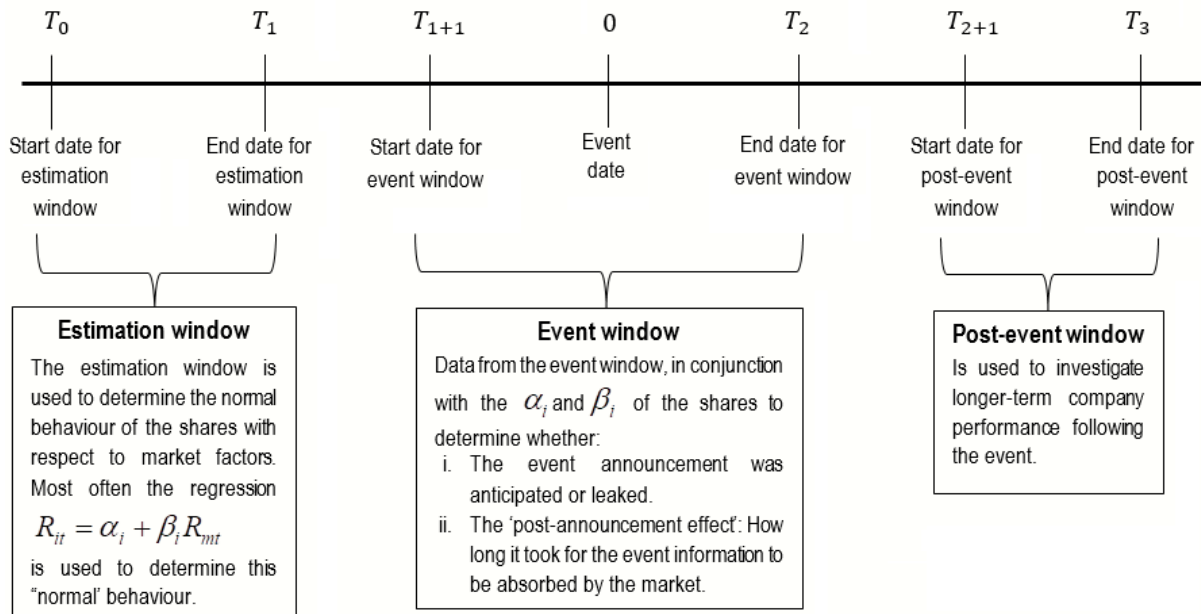 T₀ T₁ T₁₊₁ 0 T₂ T₂₊₁ T₃
Start date for
estimation
window
End date for
estimation
window
Start date for
event window
Event
date
End date for
event window
Start date for
post-event
window
End date for
post-event
window
Estimation window
The estimation window is
used to determine the normal
behaviour of the shares with
respect to market factors.
Most often the regression
R_it = α_i + β_i R_mt
is used to determine this
“normal’ behaviour.
Event window
Data from the event window, in conjunction
with the α_i and β_i of the shares to
determine whether:
i. The event announcement was
anticipated or leaked.
ii. The ‘post-announcement effect’: How
long it took for the event information to
be absorbed by the market.
Post-event window
Is used to investigate
longer-term company
performance following
the event.